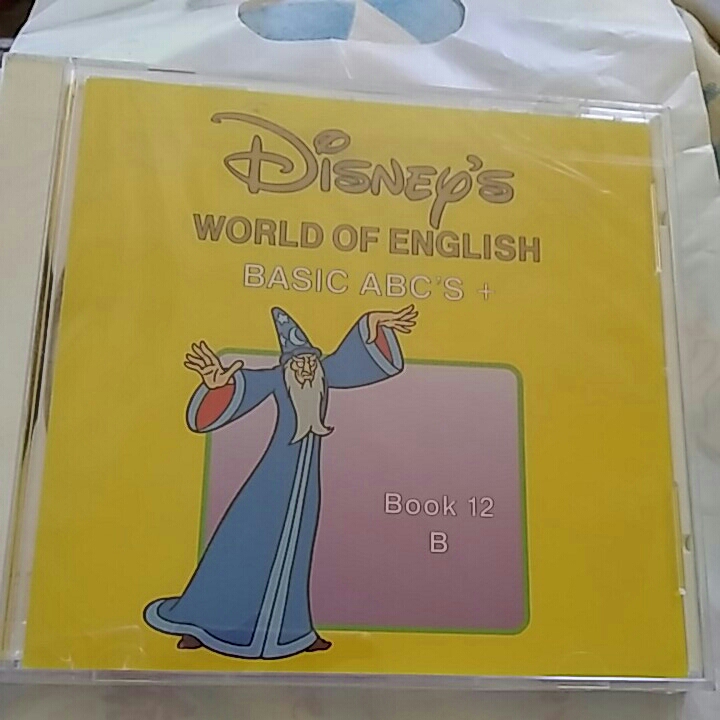 Disney's
WORLD OF ENGLISH
BASIC ABC'S +
Book 12
B